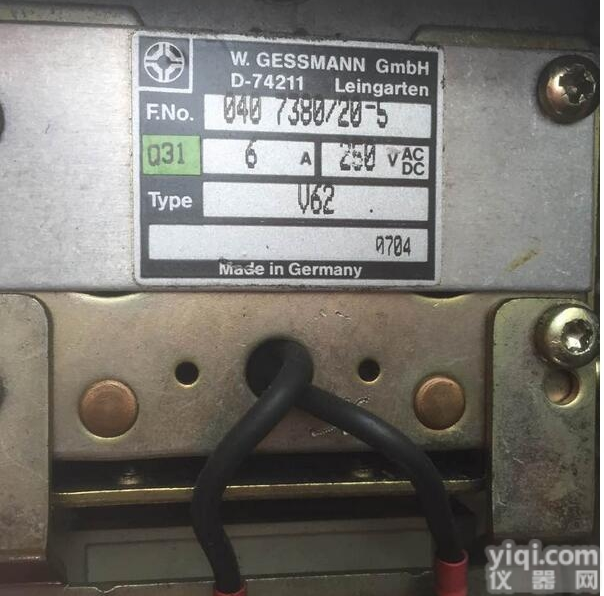 W. GESSMANN GmbH
D-74211 Leingarten
F.No. 040 7380/20-5
Q31 6 A 250 V AC DC
Type V62
0704
Made in Germany
yiqi.com
仪器网